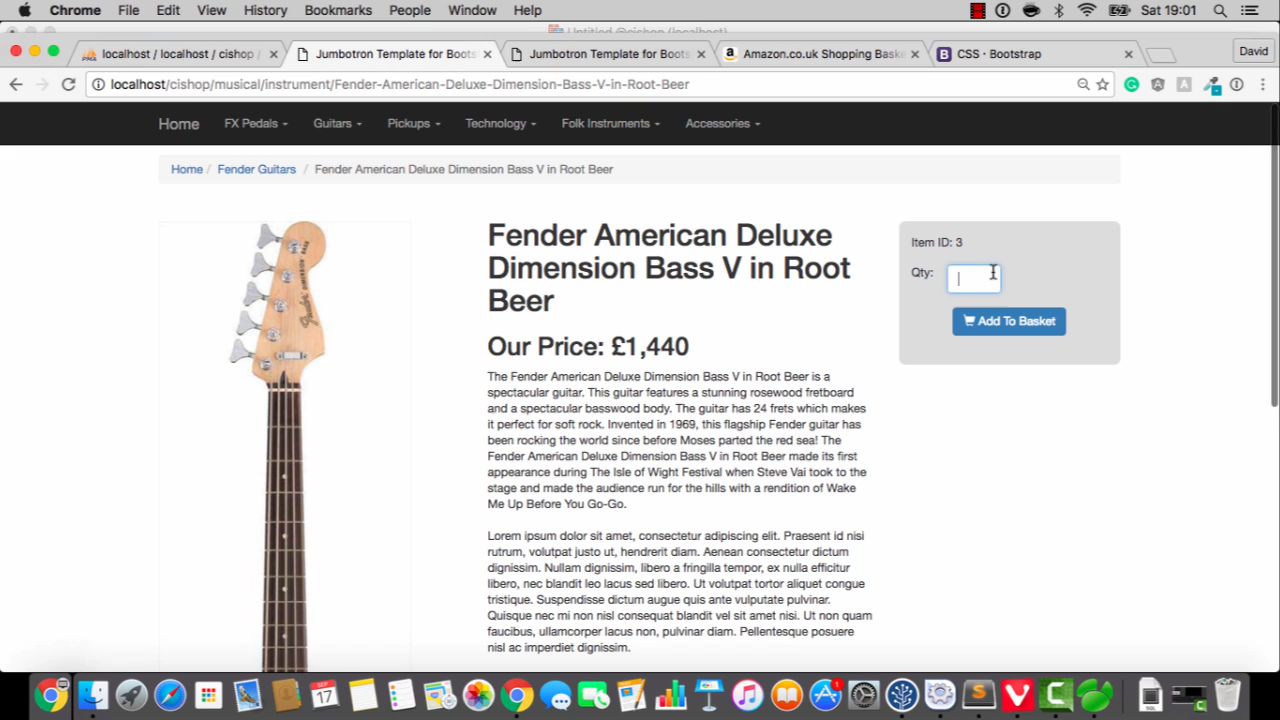 Chrome File Edit View History Bookmarks People Window Help Sat 19:01
Untitled @cishop (localhost)
localhost / localhost / cishop / Jumbotron Template for Boots Jumbotron Template for Boots Amazon.co.uk Shopping Baske CSS · Bootstrap David
localhost/cishop/musical/instrument/Fender-American-Deluxe-Dimension-Bass-V-in-Root-Beer
Home FX Pedals Guitars Pickups Technology Folk Instruments Accessories
Home / Fender Guitars / Fender American Deluxe Dimension Bass V in Root Beer
Fender American Deluxe
Dimension Bass V in Root
Beer
Our Price: £1,440
The Fender American Deluxe Dimension Bass V in Root Beer is a
spectacular guitar. This guitar features a stunning rosewood fretboard
and a spectacular basswood body. The guitar has 24 frets which makes
it perfect for soft rock. Invented in 1969, this flagship Fender guitar has
been rocking the world since before Moses parted the red sea! The
Fender American Deluxe Dimension Bass V in Root Beer made its first
appearance during The Isle of Wight Festival when Steve Vai took to the
stage and made the audience run for the hills with a rendition of Wake
Me Up Before You Go-Go.
Lorem ipsum dolor sit amet, consectetur adipiscing elit. Praesent id nisi
rutrum, volutpat justo ut, hendrerit diam. Aenean consectetur dictum
dignissim. Nullam dignissim, libero a fringilla tempor, ex nulla efficitur
libero, nec blandit leo lacus sed libero. Ut volutpat tortor aliquet congue
tristique. Suspendisse dictum augue quis ante vulputate pulvinar.
Quisque nec mi non nisl consequat blandit vel sit amet nisi. Ut non quam
faucibus, ullamcorper lacus non, pulvinar diam. Pellentesque posuere
nisl ac imperdiet dignissim.
Item ID: 3
Qty:
Add To Basket
Fender
DIMENSION BASS
SEP
17
1